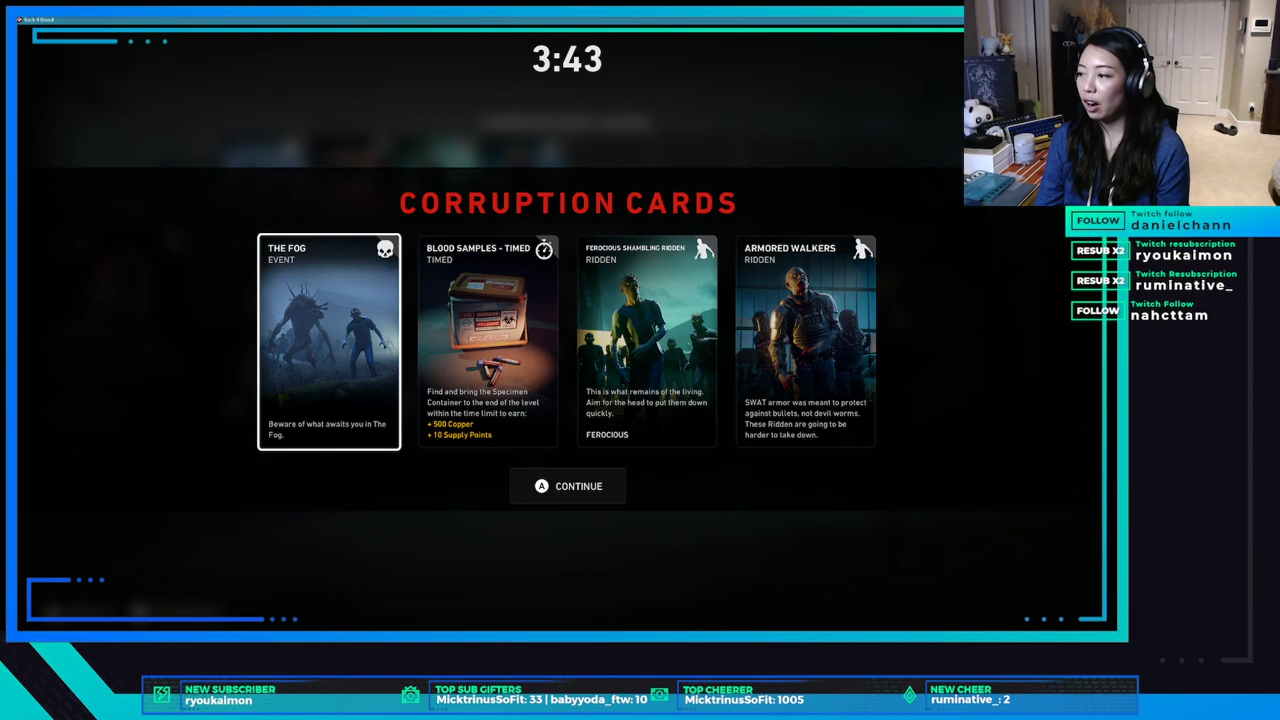 Back 4 Blood
3:43
CORRUPTION CARDS
THE FOG
EVENT
Beware of what awaits you in The
Fog.
BLOOD SAMPLES - TIMED
TIMED
Find and bring the Specimen
Container to the end of the level
within the time limit to earn:
+ 500 Copper
+ 10 Supply Points
FEROCIOUS SHAMBLING RIDDEN
RIDDEN
This is what remains of the living.
Aim for the head to put them down
quickly.
FEROCIOUS
ARMORED WALKERS
RIDDEN
SWAT armor was meant to protect
against bullets, not devil worms.
These Ridden are going to be
harder to take down.
A CONTINUE
FOLLOW
Twitch follow
danielchann
RESUB X2
Twitch resubscription
ryoukaimon
RESUB X2
Twitch Resubscription
ruminative_
FOLLOW
Twitch Follow
nahcttam
NEW SUBSCRIBER
ryoukaimon
TOP SUB GIFTERS
MicktrinusSoFit: 33 | babyyoda_ftw: 10
TOP CHEERER
MicktrinusSoFit: 1005
NEW CHEER
ruminative_: 2